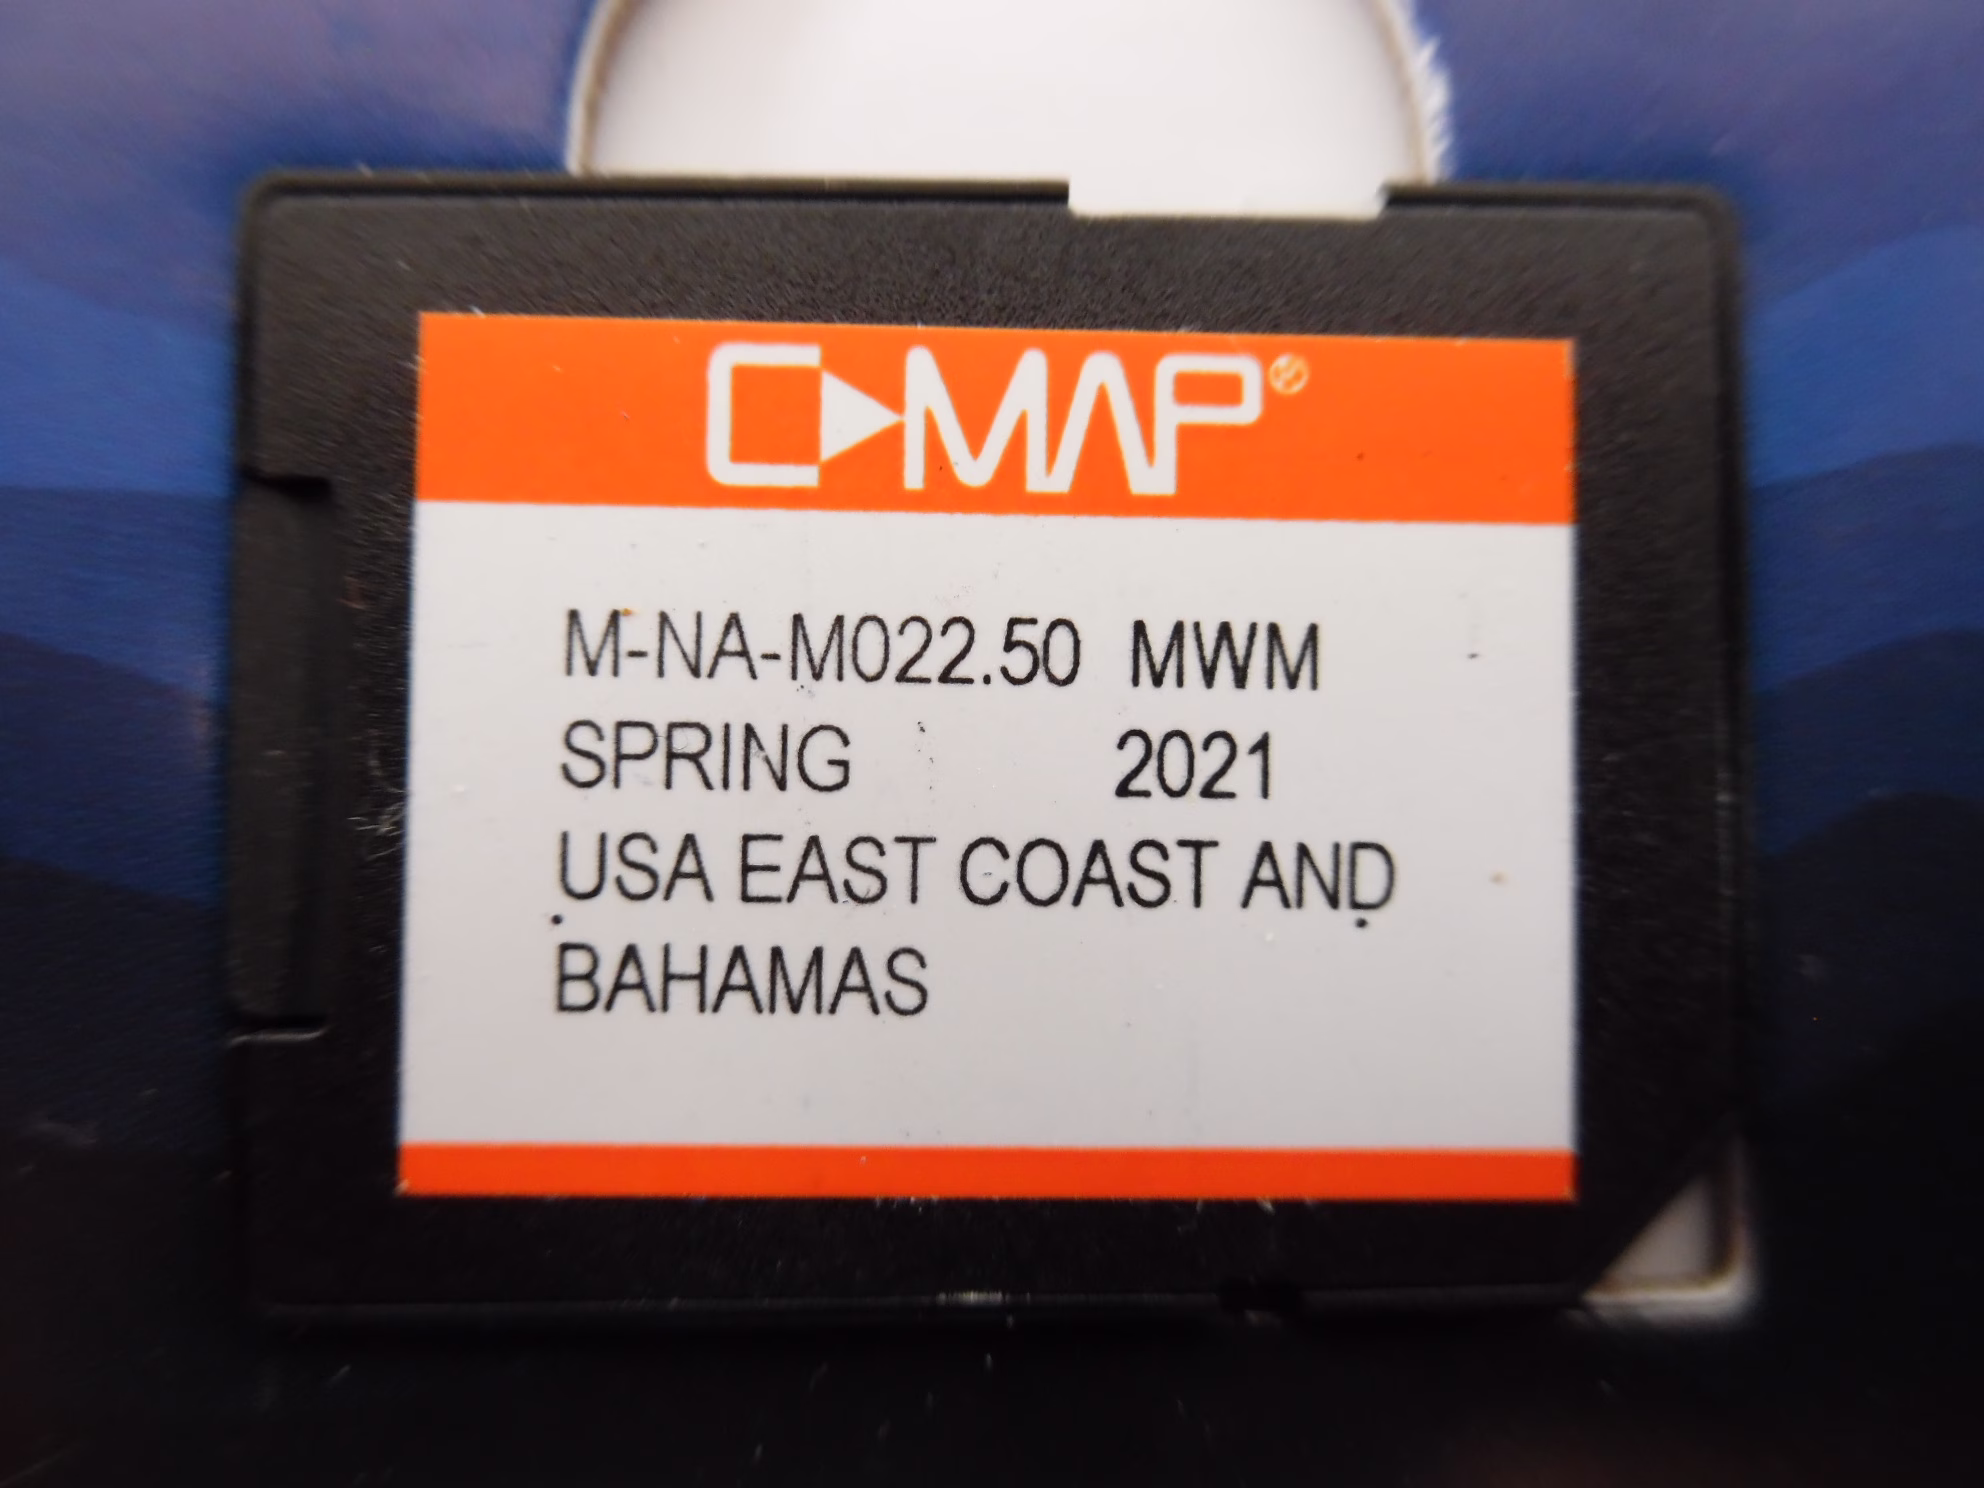 C-MAP®
M-NA-M022.50 MWM
SPRING 2021
USA EAST COAST AND
BAHAMAS